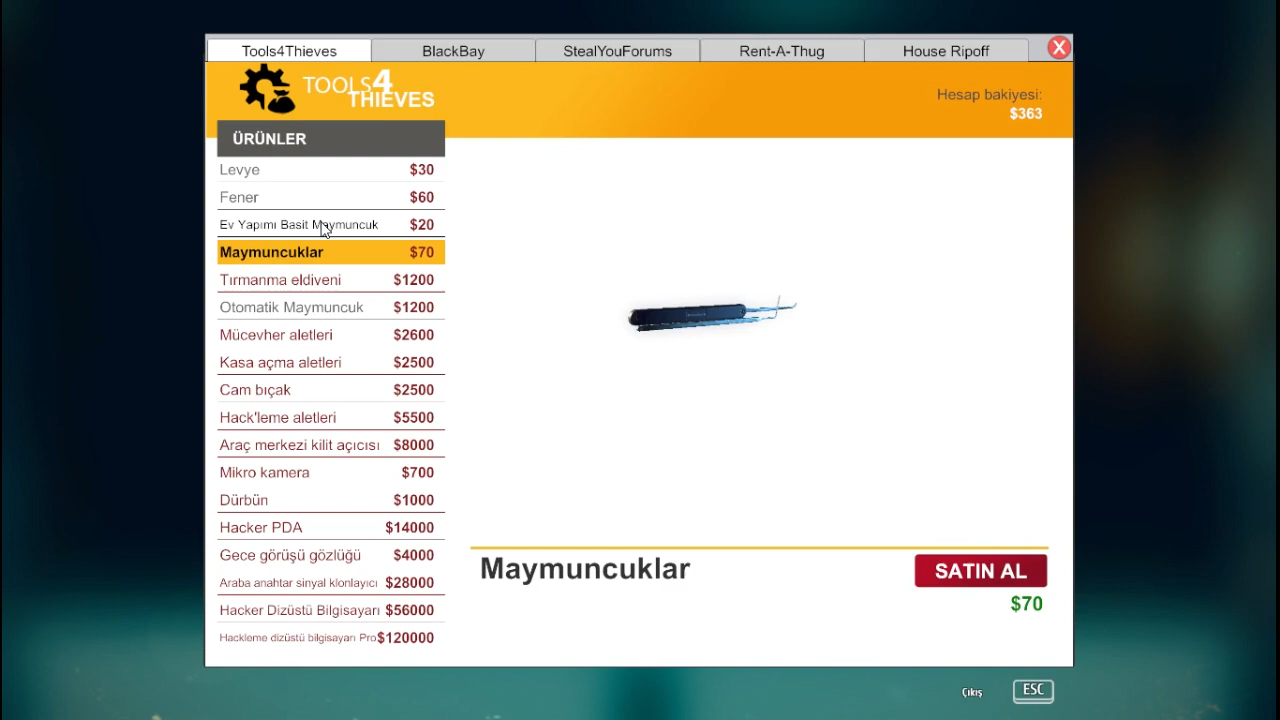 Tools4Thieves BlackBay StealYouForums Rent-A-Thug House Ripoff X
TOOLS4
THIEVES
Hesap bakiyesi:
$363
ÜRÜNLER
Levye $30
Fener $60
Ev Yapımı Basit Maymuncuk $20
Maymuncuklar $70
Tırmanma eldiveni $1200
Otomatik Maymuncuk $1200
Mücevher aletleri $2600
Kasa açma aletleri $2500
Cam bıçak $2500
Hack'leme aletleri $5500
Araç merkezi kilit açıcısı $8000
Mikro kamera $700
Dürbün $1000
Hacker PDA $14000
Gece görüşü gözlüğü $4000
Araba anahtar sinyal klonlayıcı $28000
Hacker Dizüstü Bilgisayarı $56000
Hackleme dizüstü bilgisayarı Pro $120000
Maymuncuklar
SATIN AL
$70
Çıkış ESC